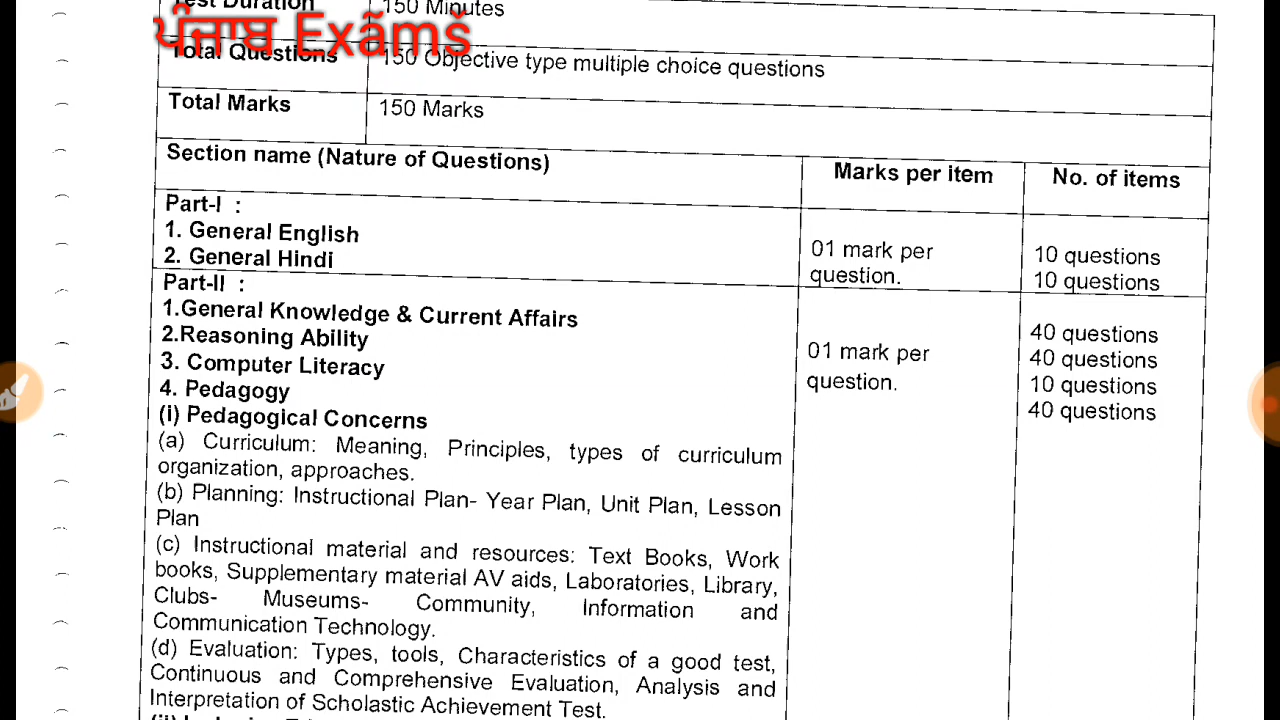 Test Duration 150 Minutes
ਪੰਜਾਬ Exãmš
Total Questions 150 Objective type multiple choice questions
Total Marks 150 Marks
Section name (Nature of Questions) Marks per item No. of items
Part-I :
1. General English 01 mark per 10 questions
2. General Hindi question. 10 questions
Part-II :
1.General Knowledge & Current Affairs 40 questions
2.Reasoning Ability 01 mark per 40 questions
3. Computer Literacy question. 10 questions
4. Pedagogy 40 questions
(i) Pedagogical Concerns
(a) Curriculum: Meaning, Principles, types of curriculum
organization, approaches.
(b) Planning: Instructional Plan- Year Plan, Unit Plan, Lesson
Plan
(c) Instructional material and resources: Text Books, Work
books, Supplementary material AV aids, Laboratories, Library,
Clubs- Museums- Community, Information and
Communication Technology.
(d) Evaluation: Types, tools, Characteristics of a good test,
Continuous and Comprehensive Evaluation, Analysis and
Interpretation of Scholastic Achievement Test.